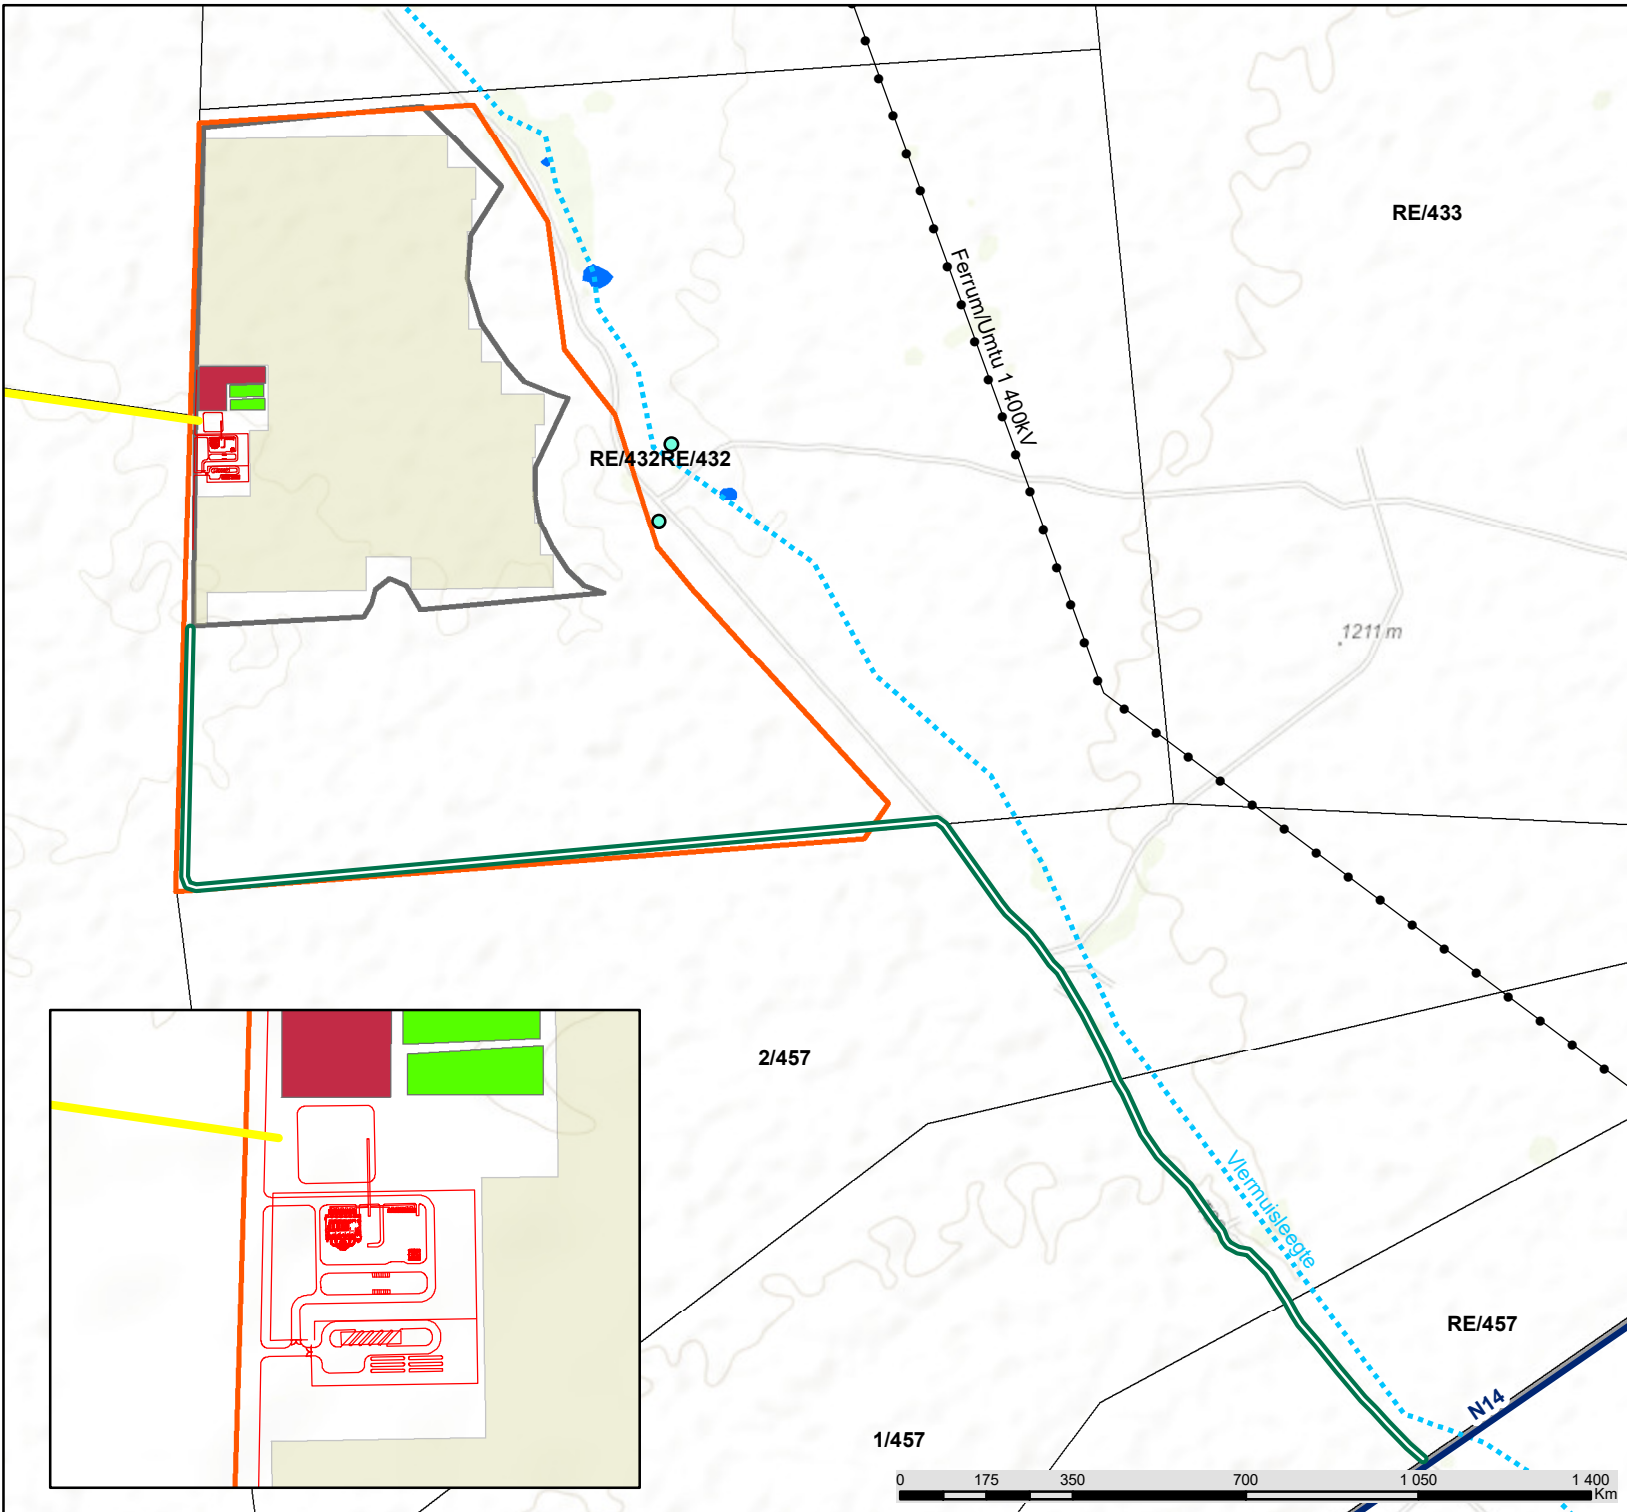 RE/433
Ferrum/Umtu 1 400kV
RE/432RE/432
1211 m
2/457
Vlermuisleegte
RE/457
N14
1/457
0 175 350 700 1 050 1 400
Km